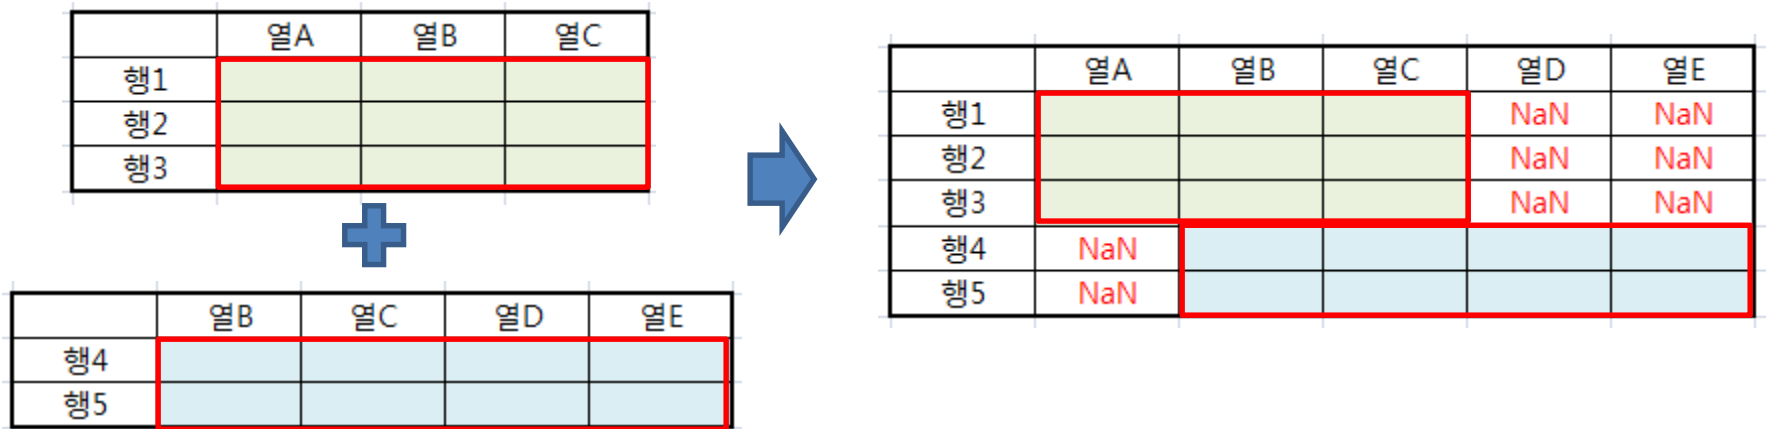 열A 열B 열C
행1
행2
행3
열B 열C 열D 열E
행4
행5
열A 열B 열C 열D 열E
행1 NaN NaN
행2 NaN NaN
행3 NaN NaN
행4 NaN
행5 NaN